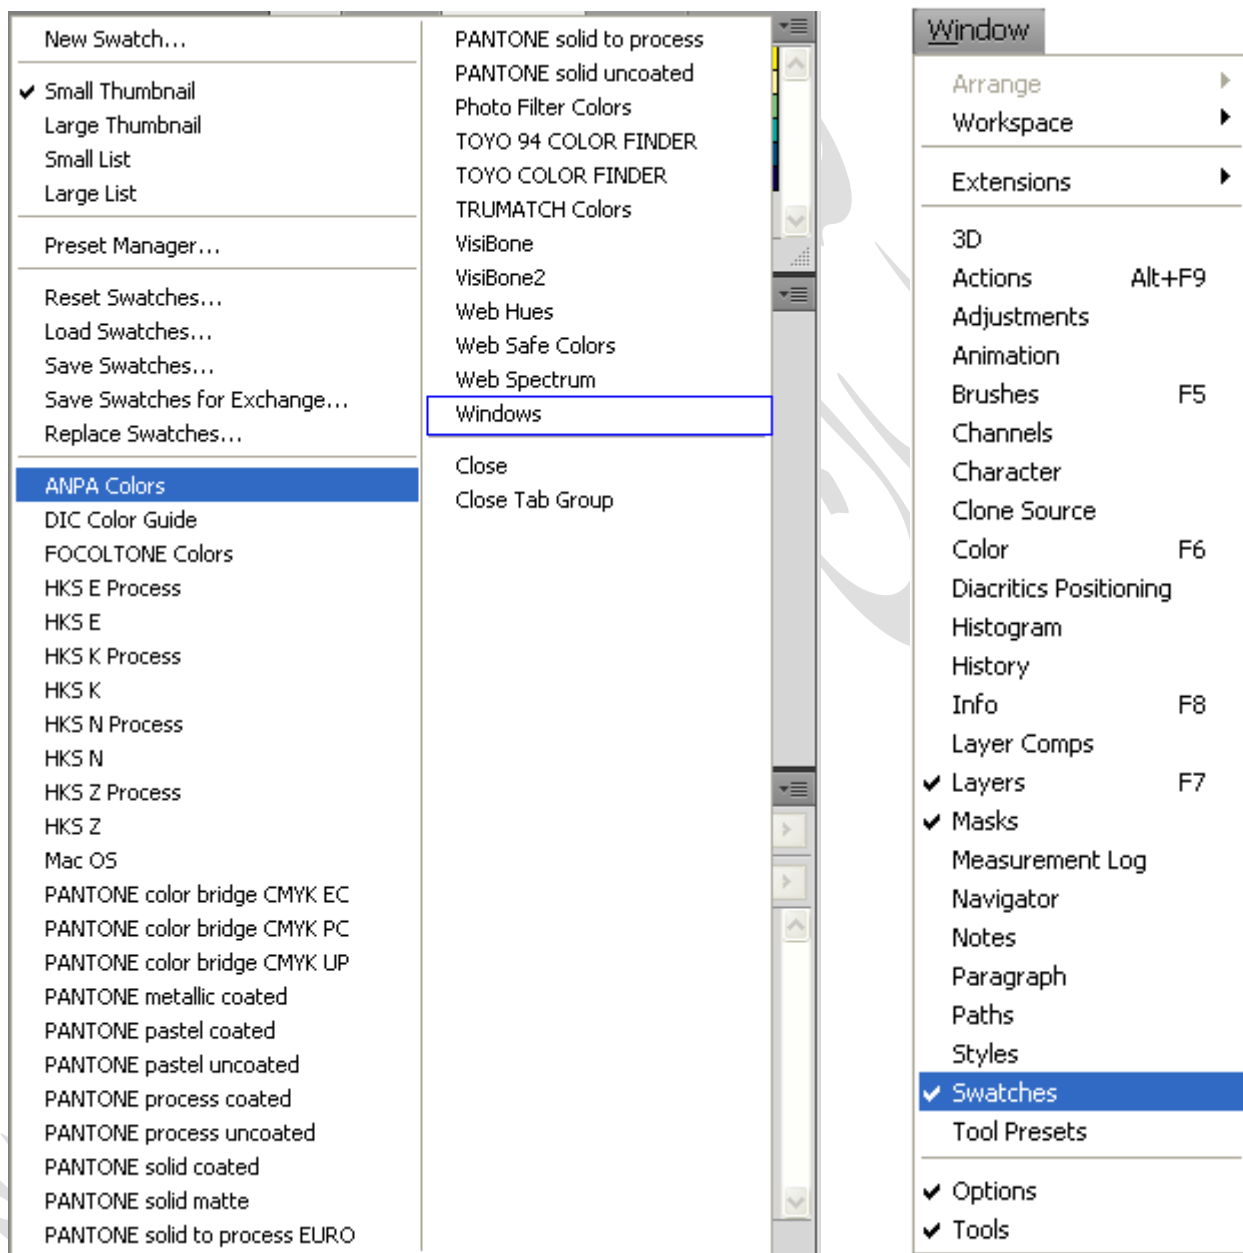 New Swatch...
Small Thumbnail
Large Thumbnail
Small List
Large List
Preset Manager...
Reset Swatches...
Load Swatches...
Save Swatches...
Save Swatches for Exchange...
Replace Swatches...
ANPA Colors
DIC Color Guide
FOCOLTONE Colors
HKS E Process
HKS E
HKS K Process
HKS K
HKS N Process
HKS N
HKS Z Process
HKS Z
Mac OS
PANTONE color bridge CMYK EC
PANTONE color bridge CMYK PC
PANTONE color bridge CMYK UP
PANTONE metallic coated
PANTONE pastel coated
PANTONE pastel uncoated
PANTONE process coated
PANTONE process uncoated
PANTONE solid coated
PANTONE solid matte
PANTONE solid to process EURO
PANTONE solid to process
PANTONE solid uncoated
Photo Filter Colors
TOYO 94 COLOR FINDER
TOYO COLOR FINDER
TRUMATCH Colors
VisiBone
VisiBone2
Web Hues
Web Safe Colors
Web Spectrum
Windows
Close
Close Tab Group
Window
Arrange
Workspace
Extensions
3D
Actions Alt+F9
Adjustments
Animation
Brushes F5
Channels
Character
Clone Source
Color F6
Diacritics Positioning
Histogram
History
Info F8
Layer Comps
Layers F7
Masks
Measurement Log
Navigator
Notes
Paragraph
Paths
Styles
Swatches
Tool Presets
Options
Tools